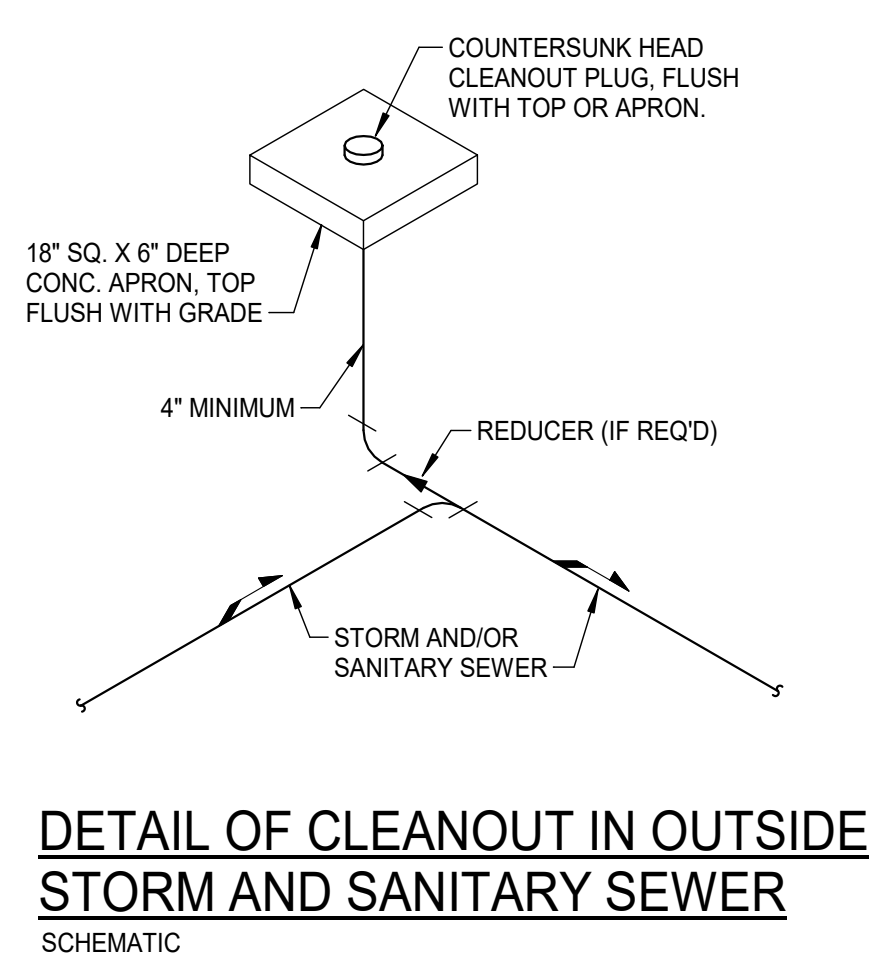 COUNTERSUNK HEAD
CLEANOUT PLUG, FLUSH
WITH TOP OR APRON.
18" SQ. X 6" DEEP
CONC. APRON, TOP
FLUSH WITH GRADE
4" MINIMUM
REDUCER (IF REQ'D)
STORM AND/OR
SANITARY SEWER
DETAIL OF CLEANOUT IN OUTSIDE
STORM AND SANITARY SEWER
SCHEMATIC